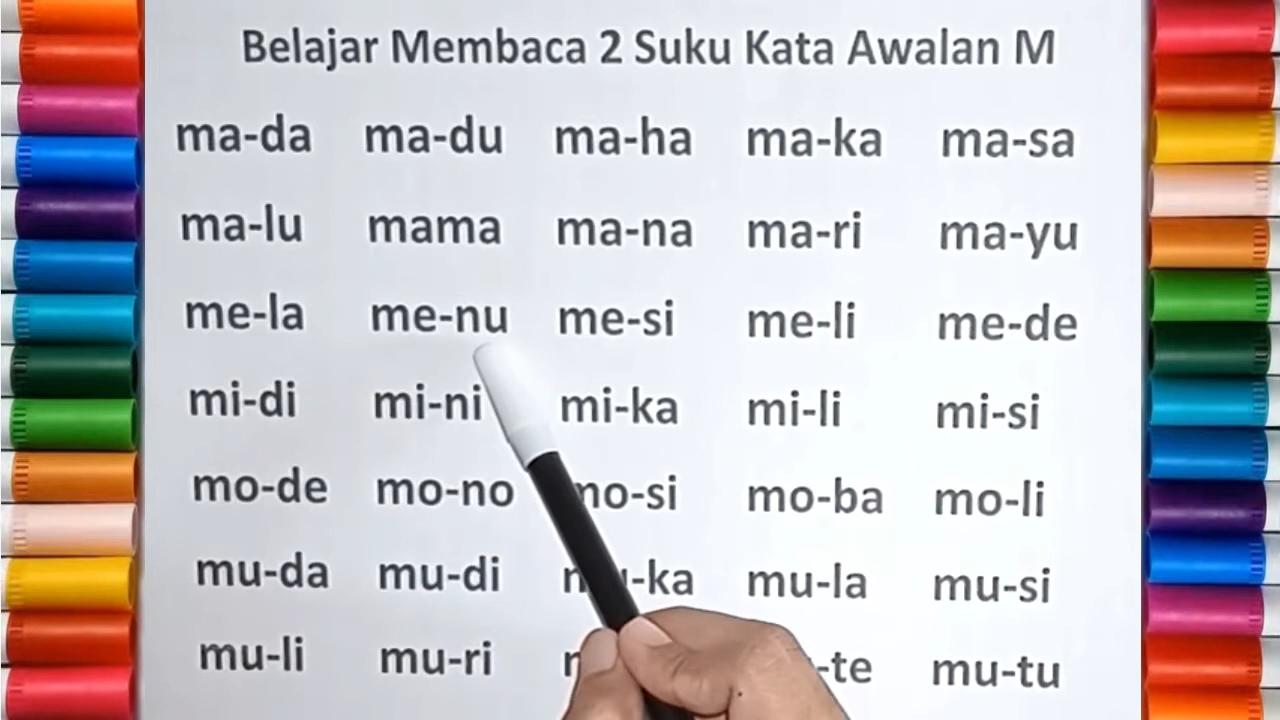 Belajar Membaca 2 Suku Kata Awalan M
ma-da ma-du ma-ha ma-ka ma-sa
ma-lu mama ma-na ma-ri ma-yu
me-la me-nu me-si me-li me-de
mi-di mi-ni mi-ka mi-li mi-si
mo-de mo-no mo-si mo-ba mo-li
mu-da mu-di mu-ka mu-la mu-si
mu-li mu-ri mu-tu